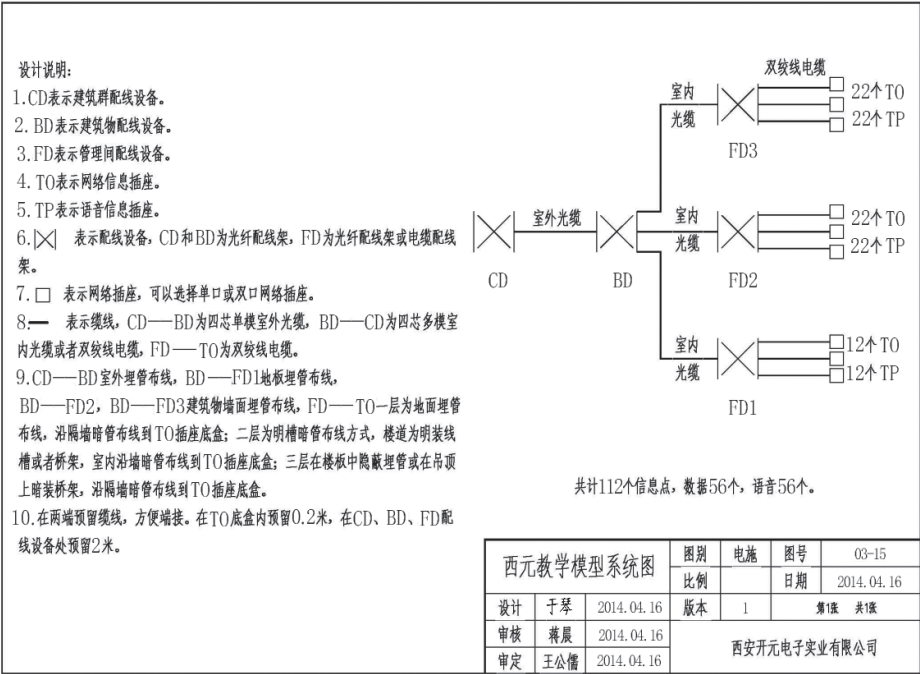 设计说明:
1.CD表示建筑群配线设备。
2. BD表示建筑物配线设备。
3.FD表示管理间配线设备。
4. TO表示网络信息插座。
5.TP表示语音信息插座。
6. 表示配线设备，CD和BD为光纤配线架，FD为光纤配线架或电缆配线
架。
7. 表示网络插座，可以选择单口或双口网络插座。
8. 表示缆线，CD——BD为四芯单模室外光缆，BD——CD为四芯多模室
内光缆或者双绞线电缆，FD——TO为双绞线电缆。
9.CD——BD室外埋管布线，BD——FD1地板埋管布线，
BD——FD2，BD——FD3建筑物墙面埋管布线，FD——TO一层为地面埋管
布线，沿隔墙暗管布线到TO插座底盒；二层为明槽暗管布线方式，楼道为明装线
槽或者桥架，室内沿墙暗管布线到TO插座底盒；三层在楼板中隐蔽埋管或在吊顶
上暗装桥架，沿隔墙暗管布线到TO插座底盒。
10.在两端预留缆线，方便端接。在TO底盒内预留0.2米，在CD、BD、FD配
线设备处预留2米。
双绞线电缆
室内
光缆
22个TO
22个TP
FD3
室外光缆
室内
光缆
22个TO
22个TP
CD
BD
FD2
室内
光缆
12个TO
12个TP
FD1
共计112个信息点，数据56个，语音56个。
西元教学模型系统图
图别 电施 图号 03-15
比例 日期 2014.04.16
设计 于琴 2014.04.16 版本 1 第1张 共1张
审核 蒋晨 2014.04.16
审定 王公儒 2014.04.16
西安开元电子实业有限公司